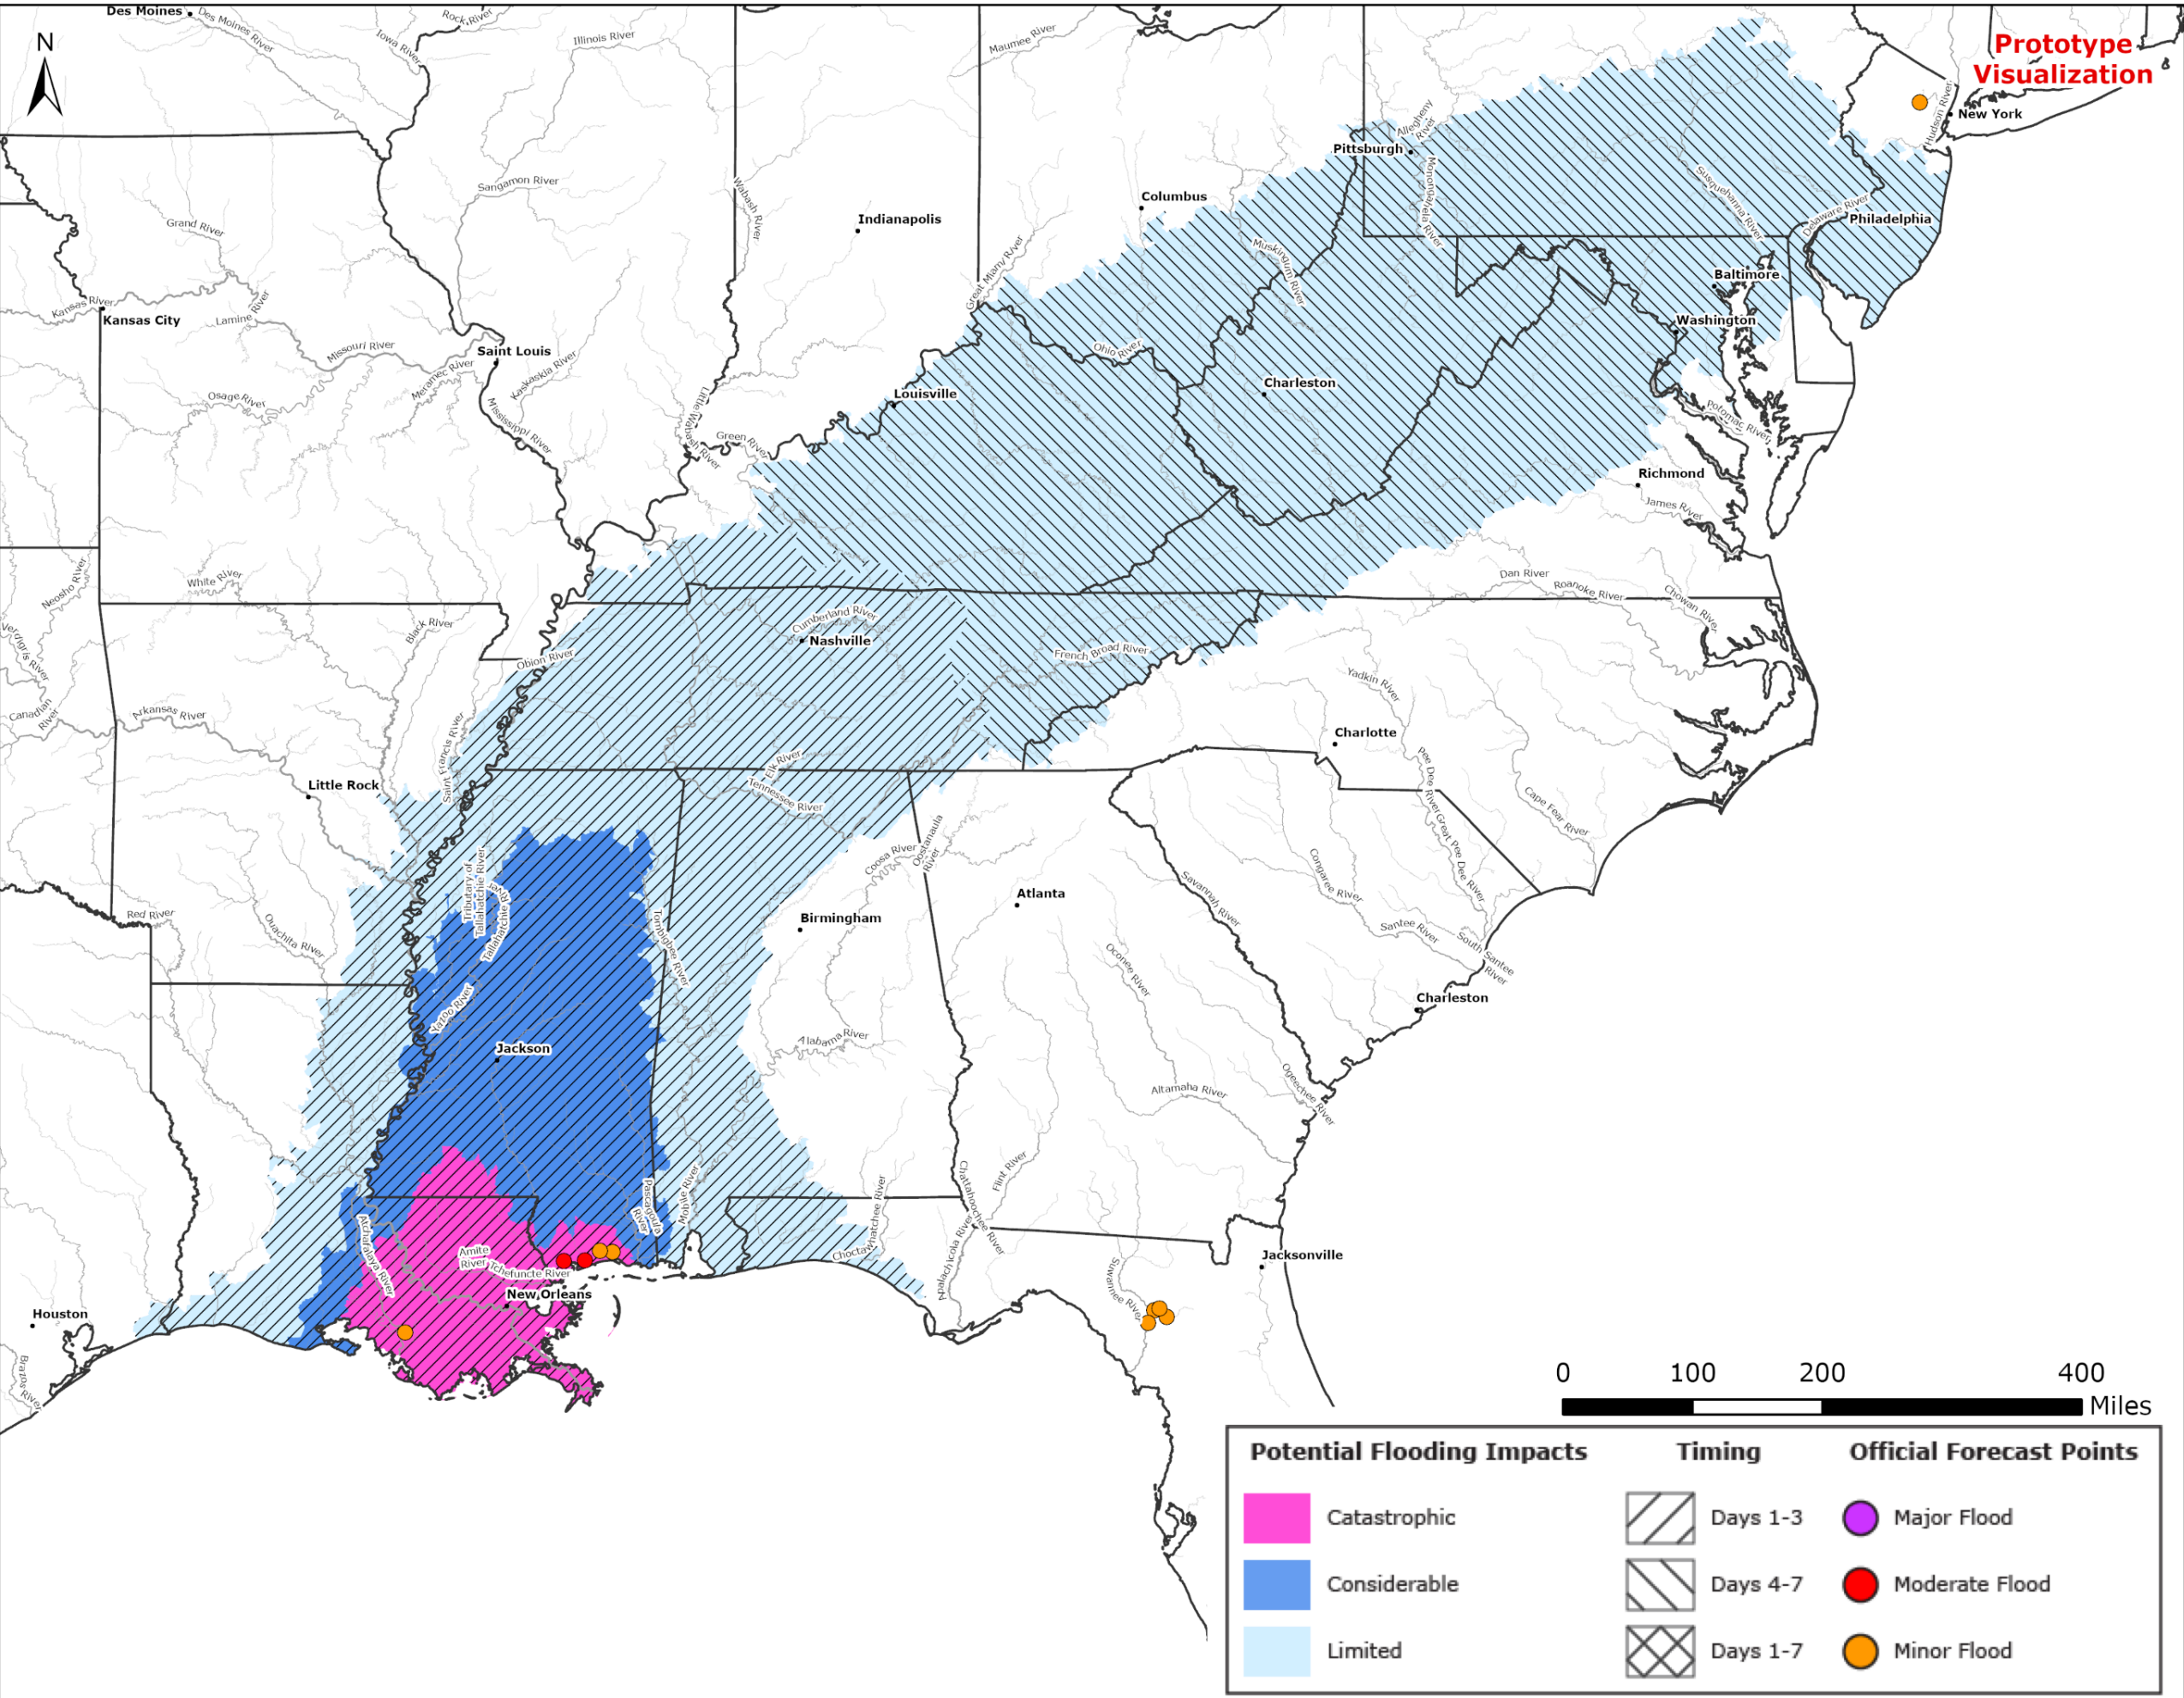 Des Moines
Des Moines River
Iowa River
Rock River
Illinois River
Maumee River
Prototype
Visualization
N
Hudson River
New York
Allegheny
River
Pittsburgh
Monongahela River
Susquehanna River
Delaware River
Philadelphia
Sangamon River
Wabash River
Columbus
Indianapolis
Grand River
Great Miami River
Muskingum River
Baltimore
Washington
Kansas River
Kansas City
Lamine River
Missouri River
Saint Louis
Meramec River
Kaskaskia River
Ohio River
Charleston
Louisville
Osage River
Mississippi River
Little Wabash River
Green River
Potomac River
Richmond
James River
Neosho River
White River
Dan River
Roanoke River
Chowan River
Verdigris River
Black River
Cumberland River
Nashville
Obion River
French Broad River
Yadkin River
Canadian
River
Arkansas River
Saint Francis River
Charlotte
Little Rock
Elk River
Tennessee River
Pee Dee River
Great Pee Dee River
Cape Fear River
Coosa River
Oostanaula
River
Congaree River
Tributary of
Tallahatchie River
Tallahatchie River
Savannah River
Atlanta
Birmingham
Red River
Ouachita River
Tombigbee River
Santee River
South Santee
River
Oconee River
Yazoo River
Charleston
Jackson
Alabama River
Altamaha River
Ogeechee River
Flint River
Chattahoochee River
Mobile River
Pascagoula
River
Choctawhatchee River
Apalachicola River
Atchafalaya River
Amite
River
Tchefuncte River
New Orleans
Suwannee River
Jacksonville
Houston
Brazos River
0 100 200 400
Miles
Potential Flooding Impacts
Catastrophic
Considerable
Limited
Timing
Days 1-3
Days 4-7
Days 1-7
Official Forecast Points
Major Flood
Moderate Flood
Minor Flood